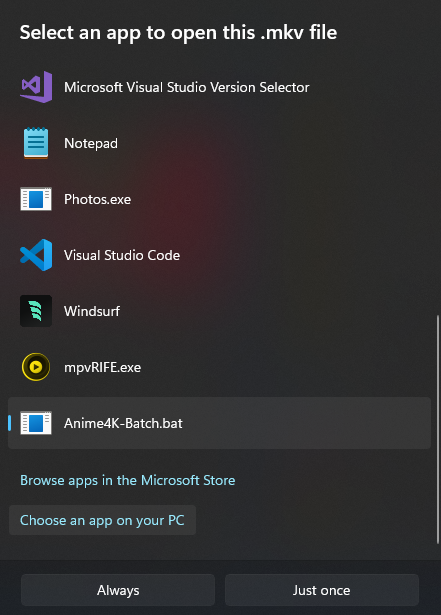 Select an app to open this .mkv file
Microsoft Visual Studio Version Selector
Notepad
Photos.exe
Visual Studio Code
Windsurf
mpvRIFE.exe
Anime4K-Batch.bat
Browse apps in the Microsoft Store
Choose an app on your PC
Always
Just once